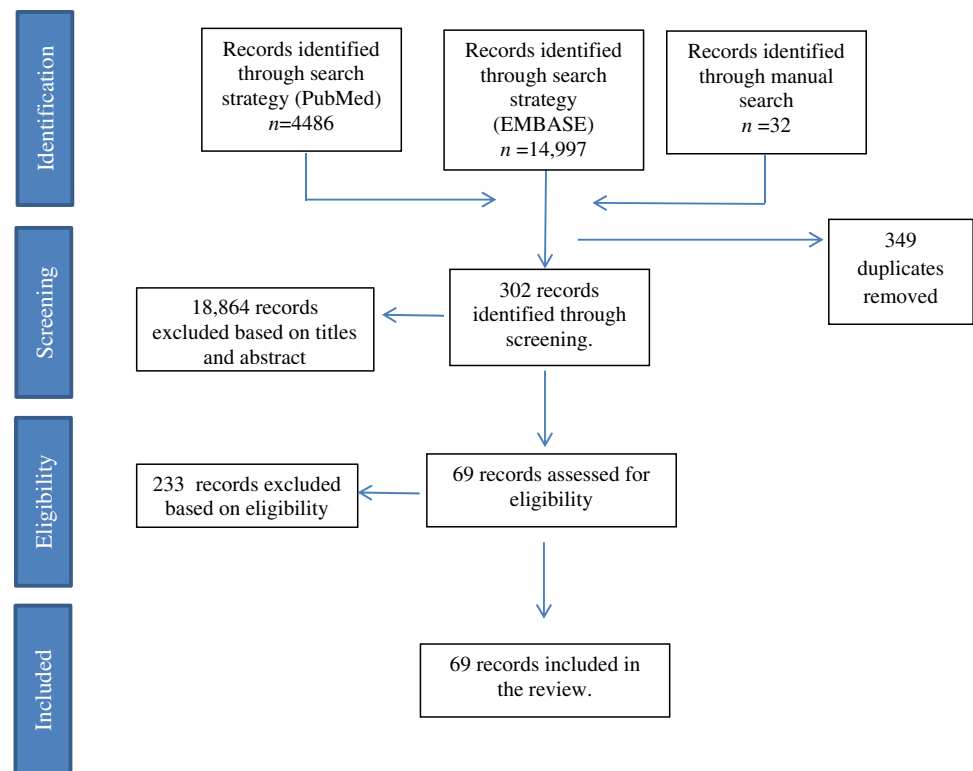 Identification
Records identified
through search
strategy (PubMed)
n=4486
Records identified
through search
strategy
(EMBASE)
n =14,997
Records identified
through manual
search
n =32
Screening
349
duplicates
removed
302 records
identified through
screening.
18,864 records
excluded based on titles
and abstract
Eligibility
69 records assessed for
eligibility
233 records excluded
based on eligibility
Included
69 records included in
the review.